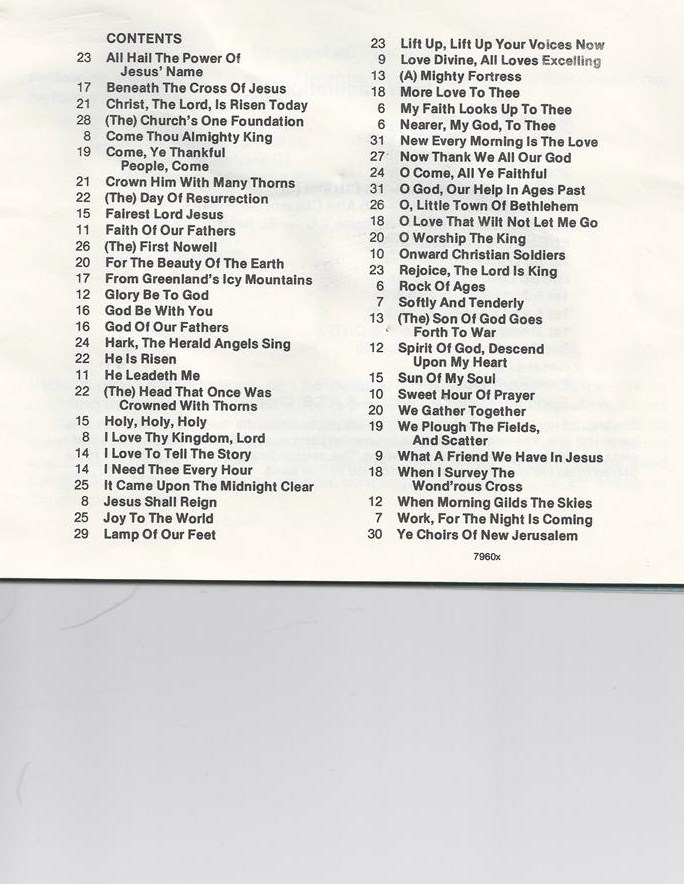 CONTENTS
23 All Hail The Power Of
Jesus' Name
17 Beneath The Cross Of Jesus
21 Christ, The Lord, Is Risen Today
28 (The) Church's One Foundation
8 Come Thou Almighty King
19 Come, Ye Thankful
People, Come
21 Crown Him With Many Thorns
22 (The) Day Of Resurrection
15 Fairest Lord Jesus
11 Faith Of Our Fathers
26 (The) First Nowell
20 For The Beauty Of The Earth
17 From Greenland's Icy Mountains
12 Glory Be To God
16 God Be With You
16 God Of Our Fathers
24 Hark, The Herald Angels Sing
22 He Is Risen
11 He Leadeth Me
22 (The) Head That Once Was
Crowned With Thorns
15 Holy, Holy, Holy
8 I Love Thy Kingdom, Lord
14 I Love To Tell The Story
14 I Need Thee Every Hour
25 It Came Upon The Midnight Clear
8 Jesus Shall Reign
25 Joy To The World
29 Lamp Of Our Feet
23 Lift Up, Lift Up Your Voices Now
9 Love Divine, All Loves Excelling
13 (A) Mighty Fortress
18 More Love To Thee
6 My Faith Looks Up To Thee
6 Nearer, My God, To Thee
31 New Every Morning Is The Love
27 Now Thank We All Our God
24 O Come, All Ye Faithful
31 O God, Our Help In Ages Past
26 O, Little Town Of Bethlehem
18 O Love That Wilt Not Let Me Go
20 O Worship The King
10 Onward Christian Soldiers
23 Rejoice, The Lord Is King
6 Rock Of Ages
7 Softly And Tenderly
13 (The) Son Of God Goes
Forth To War
12 Spirit Of God, Descend
Upon My Heart
15 Sun Of My Soul
10 Sweet Hour Of Prayer
20 We Gather Together
19 We Plough The Fields,
And Scatter
9 What A Friend We Have In Jesus
18 When I Survey The
Wond'rous Cross
12 When Morning Gilds The Skies
7 Work, For The Night Is Coming
30 Ye Choirs Of New Jerusalem
7960x